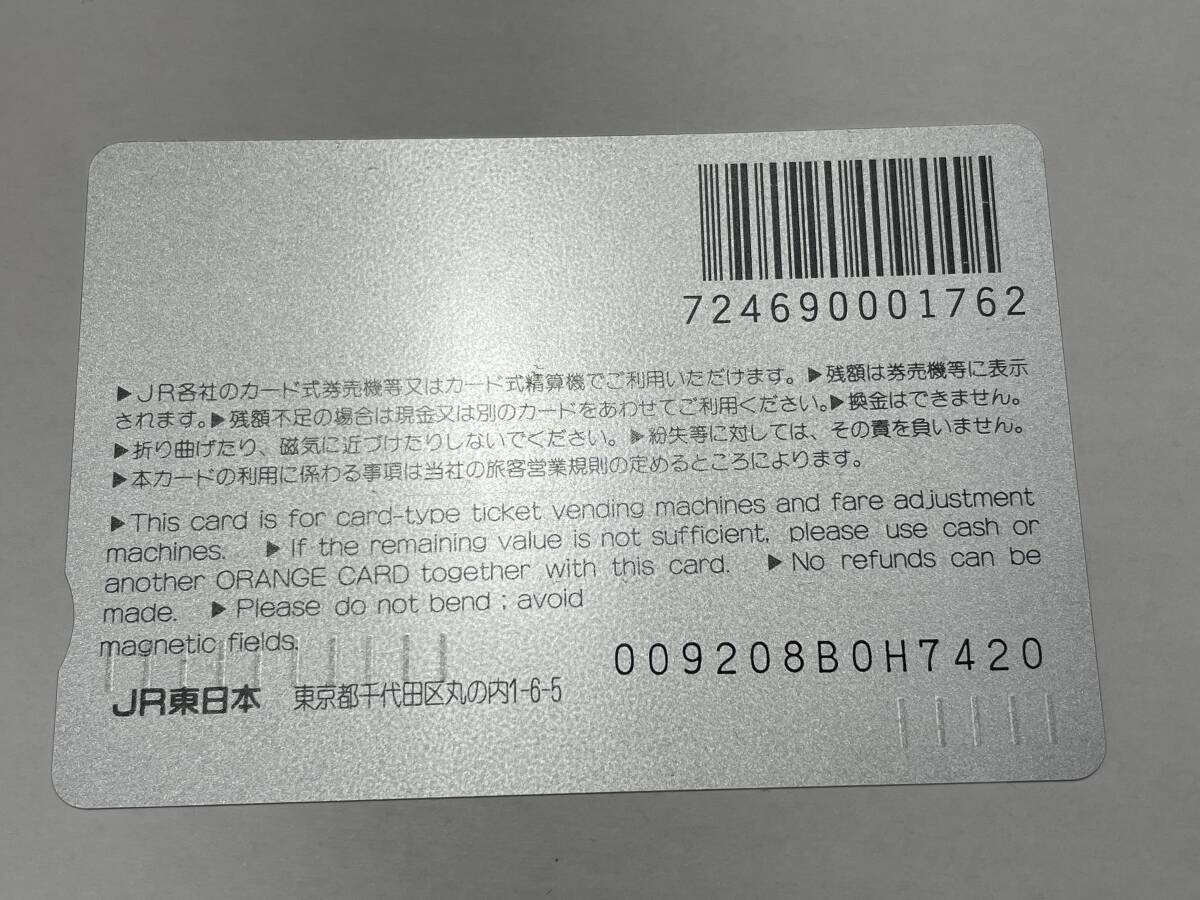 724690001762
▶JR各社のカード式券売機等又はカード式精算機でご利用いただけます。▶残額は券売機等に表示
されます。▶残額不足の場合は現金又は別のカードをあわせてご利用ください。▶換金はできません。
▶折り曲げたり、磁気に近づけたりしないでください。▶紛失等に対しては、その責を負いません。
▶本カードの利用に係わる事項は当社の旅客営業規則の定めるところによります。
▶This card is for card-type ticket vending machines and fare adjustment
machines. ▶If the remaining value is not sufficient, please use cash or
another ORANGE CARD together with this card. ▶No refunds can be
made. ▶Please do not bend ; avoid
magnetic fields.
009208B0H7420
JR東日本 東京都千代田区丸の内1-6-5